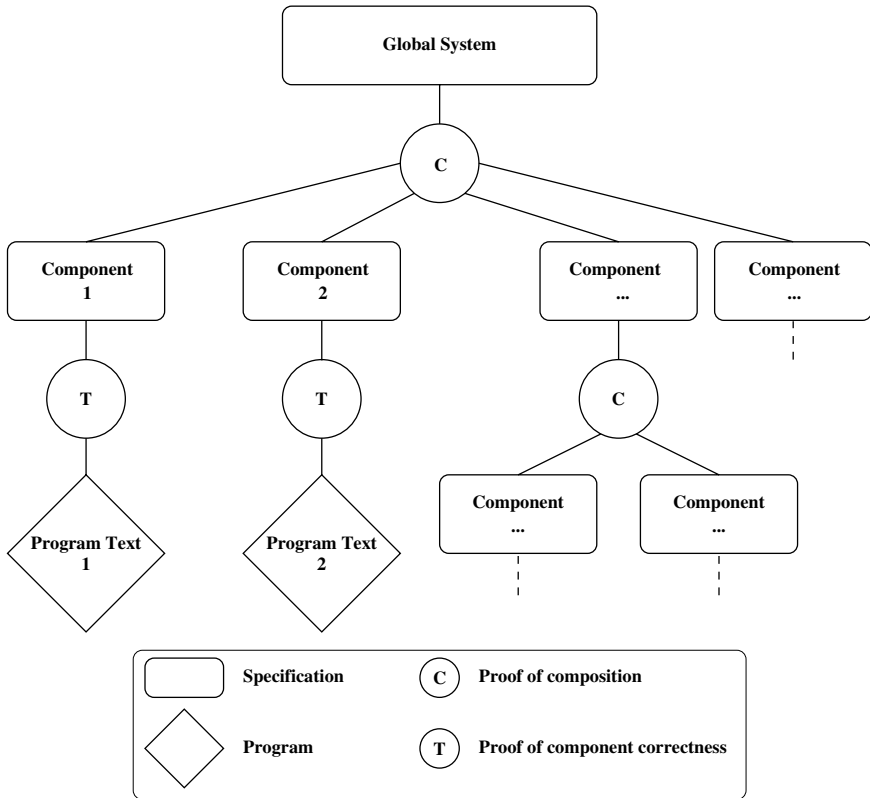 Global System
C
Component
1
Component
2
Component
...
Component
...
T
T
C
Program Text
1
Program Text
2
Component
...
Component
...
Specification
C
Proof of composition
Program
T
Proof of component correctness